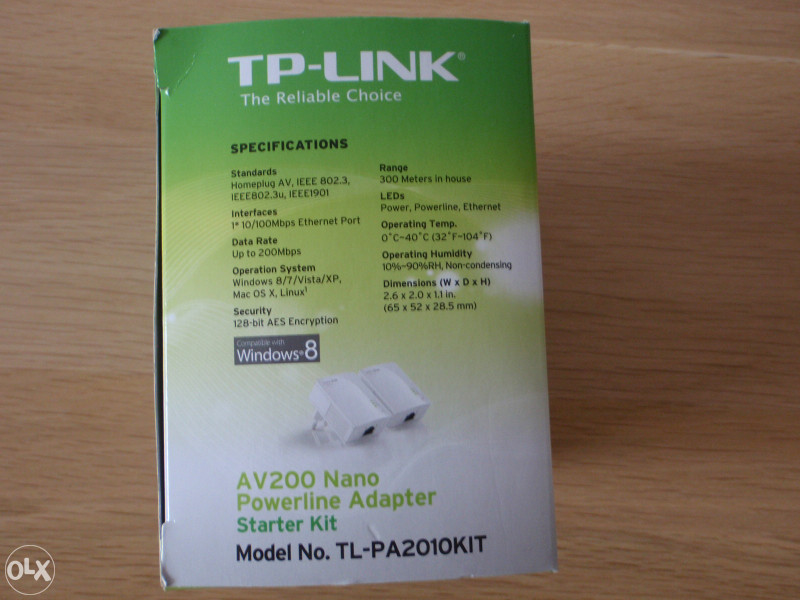 TP-LINK®
The Reliable Choice
SPECIFICATIONS
Standards
Homeplug AV, IEEE 802.3,
IEEE802.3u, IEEE1901
Interfaces
1* 10/100Mbps Ethernet Port
Data Rate
Up to 200Mbps
Operation System
Windows 8/7/Vista/XP,
Mac OS X, Linux¹
Security
128-bit AES Encryption
Range
300 Meters in house
LEDs
Power, Powerline, Ethernet
Operating Temp.
0˚C~40˚C (32˚F~104˚F)
Operating Humidity
10%~90%RH, Non-condensing
Dimensions (W x D x H)
2.6 x 2.0 x 1.1 in.
(65 x 52 x 28.5 mm)
Compatible with
Windows®8
AV200 Nano
Powerline Adapter
Starter Kit
Model No. TL-PA2010KIT
OLX